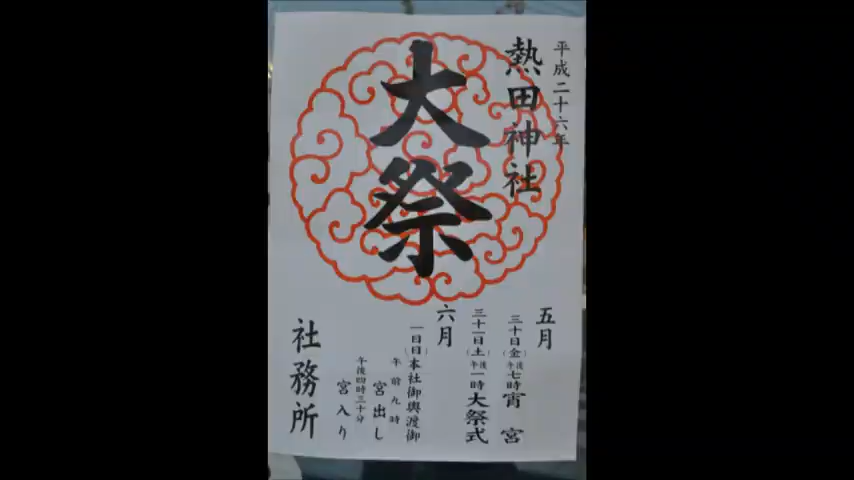 平成二十六年
熱田神社
大祭
五月
三十日(金)午後七時宵宮
三十一日(土)午後一時大祭式
六月
一日(日)本社御輿渡御
午前九時
宮出し
午後四時三十分
宮入り
社務所